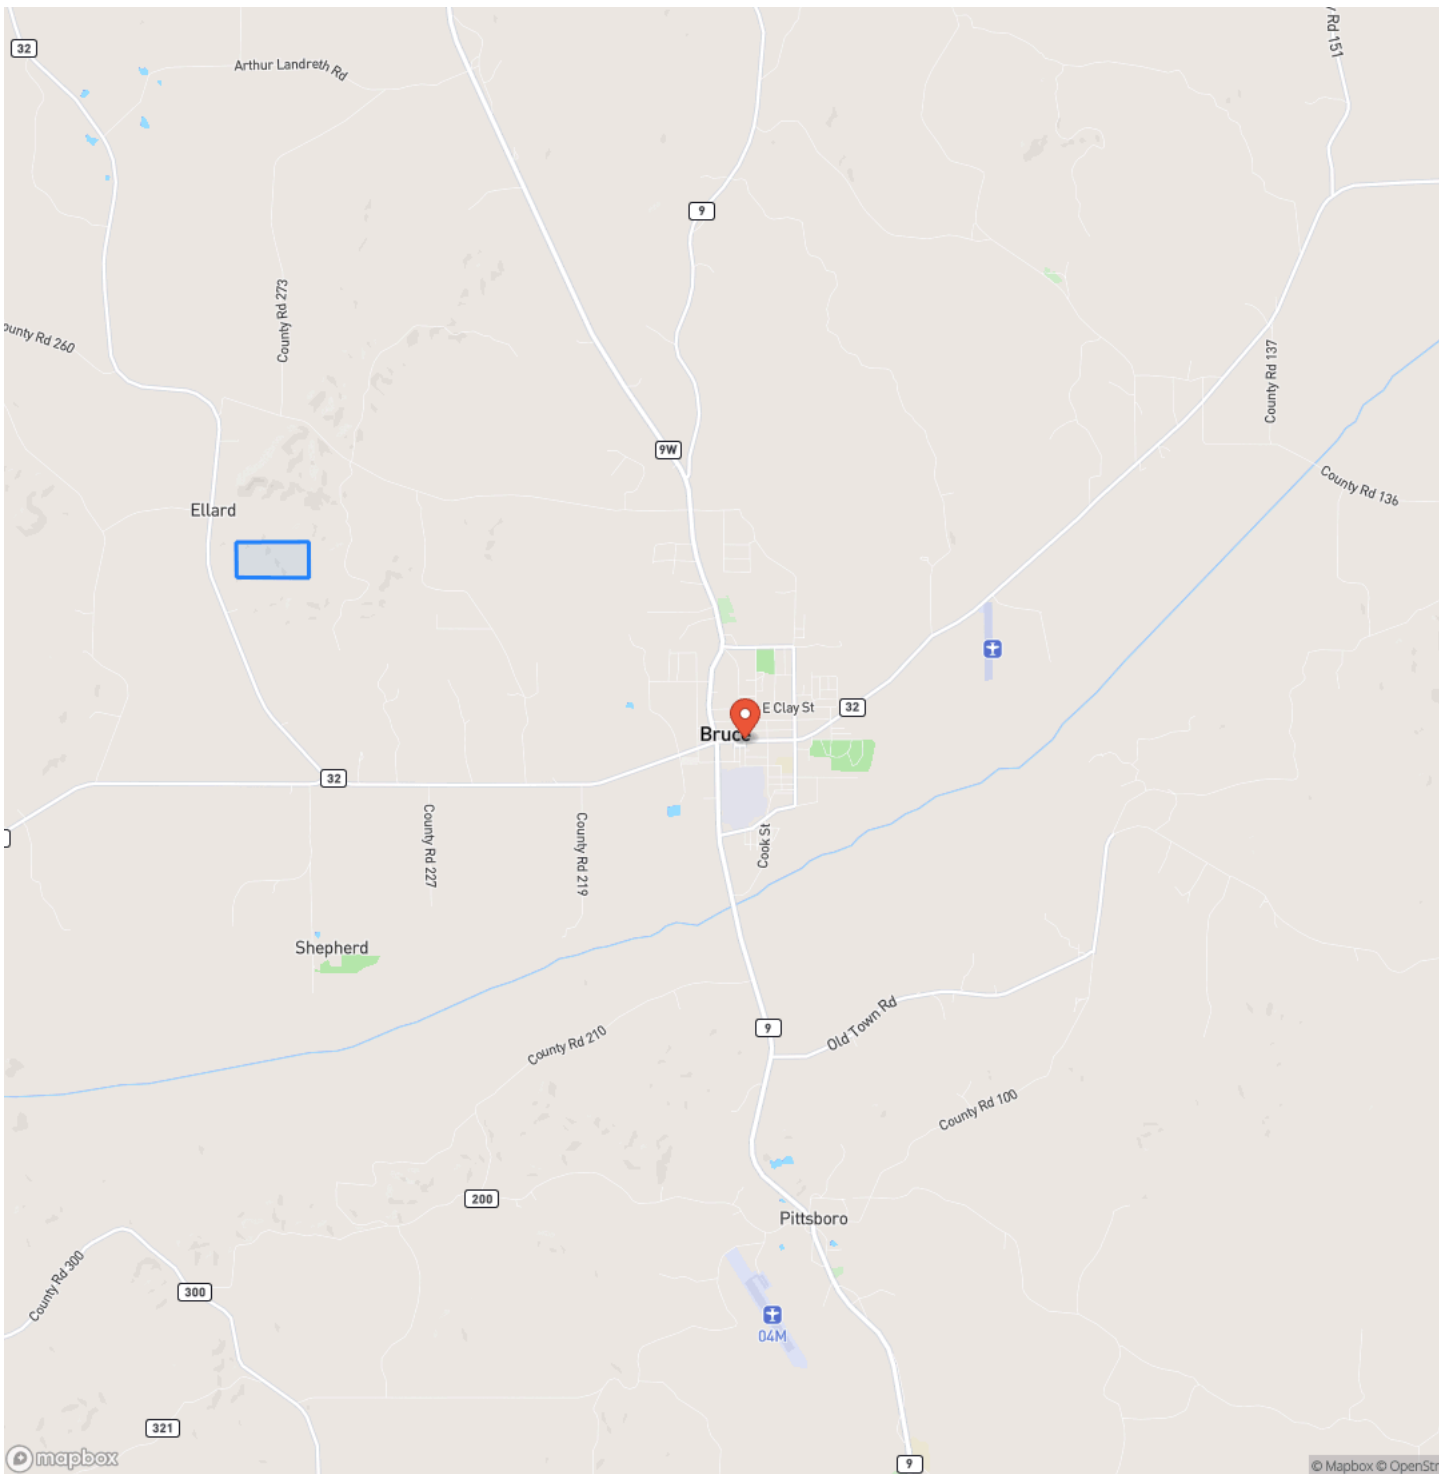 y Rd 151
32
Arthur Landreth Rd
9
County Rd 273
ounty Rd 260
County Rd 137
9W
County Rd 136
Ellard
E Clay St
32
Bruce
32
County Rd 227
County Rd 219
Cook St
Shepherd
Old Town Rd
9
County Rd 210
County Rd 100
200
Pittsboro
County Rd 300
300
04M
321
mapbox
9
© Mapbox © OpenStr